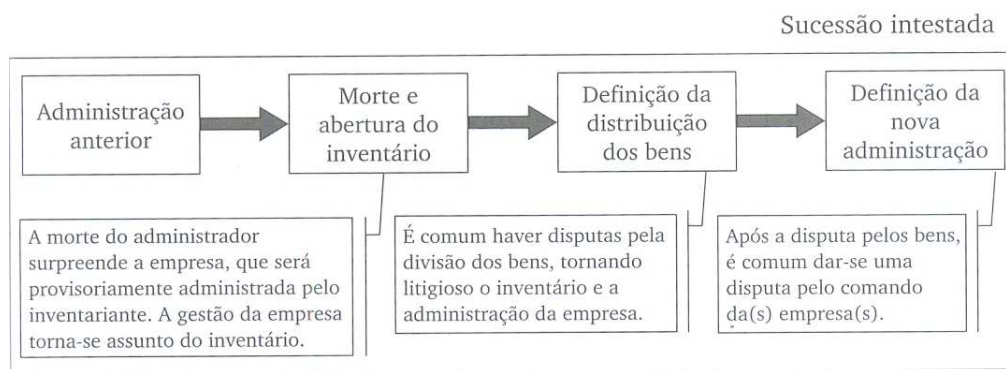 Sucessão intestada
Administração
anterior
Morte e
abertura do
inventário
Definição da
distribuição
dos bens
Definição da
nova
administração
A morte do administrador
surpreende a empresa, que será
provisoriamente administrada pelo
inventariante. A gestão da empresa
torna-se assunto do inventário.
É comum haver disputas pela
divisão dos bens, tornando
litigioso o inventário e a
administração da empresa.
Após a disputa pelos bens,
é comum dar-se uma
disputa pelo comando
da(s) empresa(s).